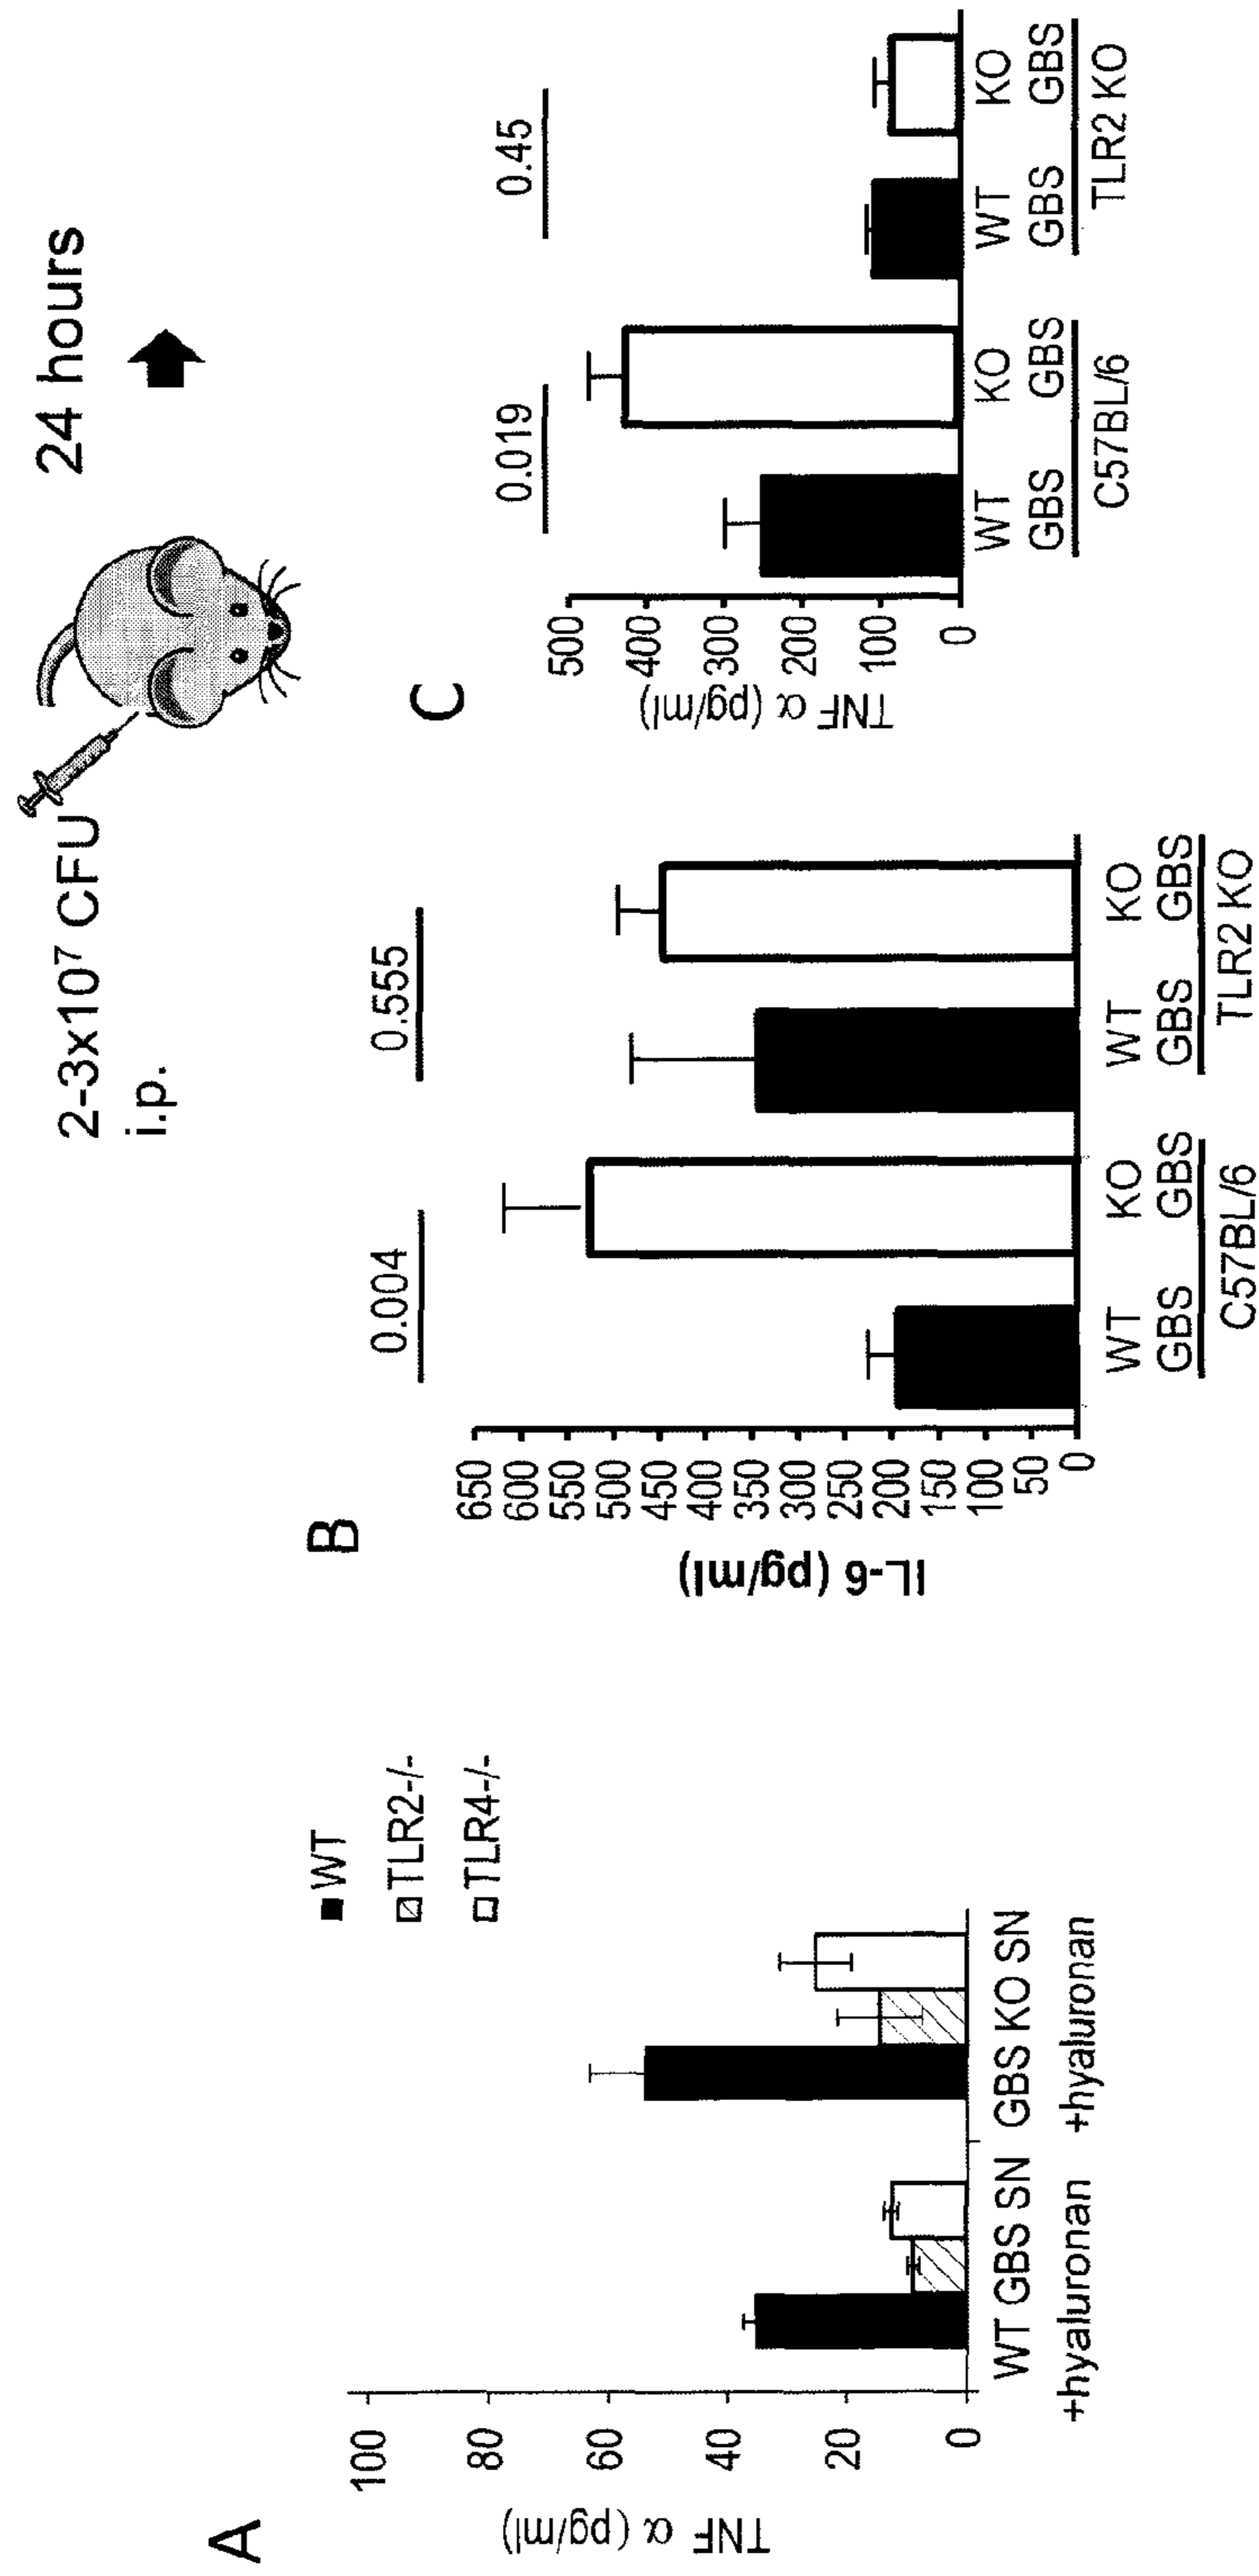 A
TNF α (pg/ml)
100
80
60
40
20
0
WT GBS SN
+hyaluronan
GBS KO SN
+hyaluronan
WT
TLR2-/-
TLR4-/-
2-3x10⁷ CFU
i.p.
24 hours
B
IL-6 (pg/ml)
650
600
550
500
450
400
350
300
250
200
150
100
50
0
0.004
0.555
WT
GBS
KO
GBS
WT
GBS
KO
GBS
C57BL/6
TLR2 KO
C
TNF α (pg/ml)
500
400
300
200
100
0
0.019
0.45
WT
GBS
KO
GBS
WT
GBS
KO
GBS
C57BL/6
TLR2 KO